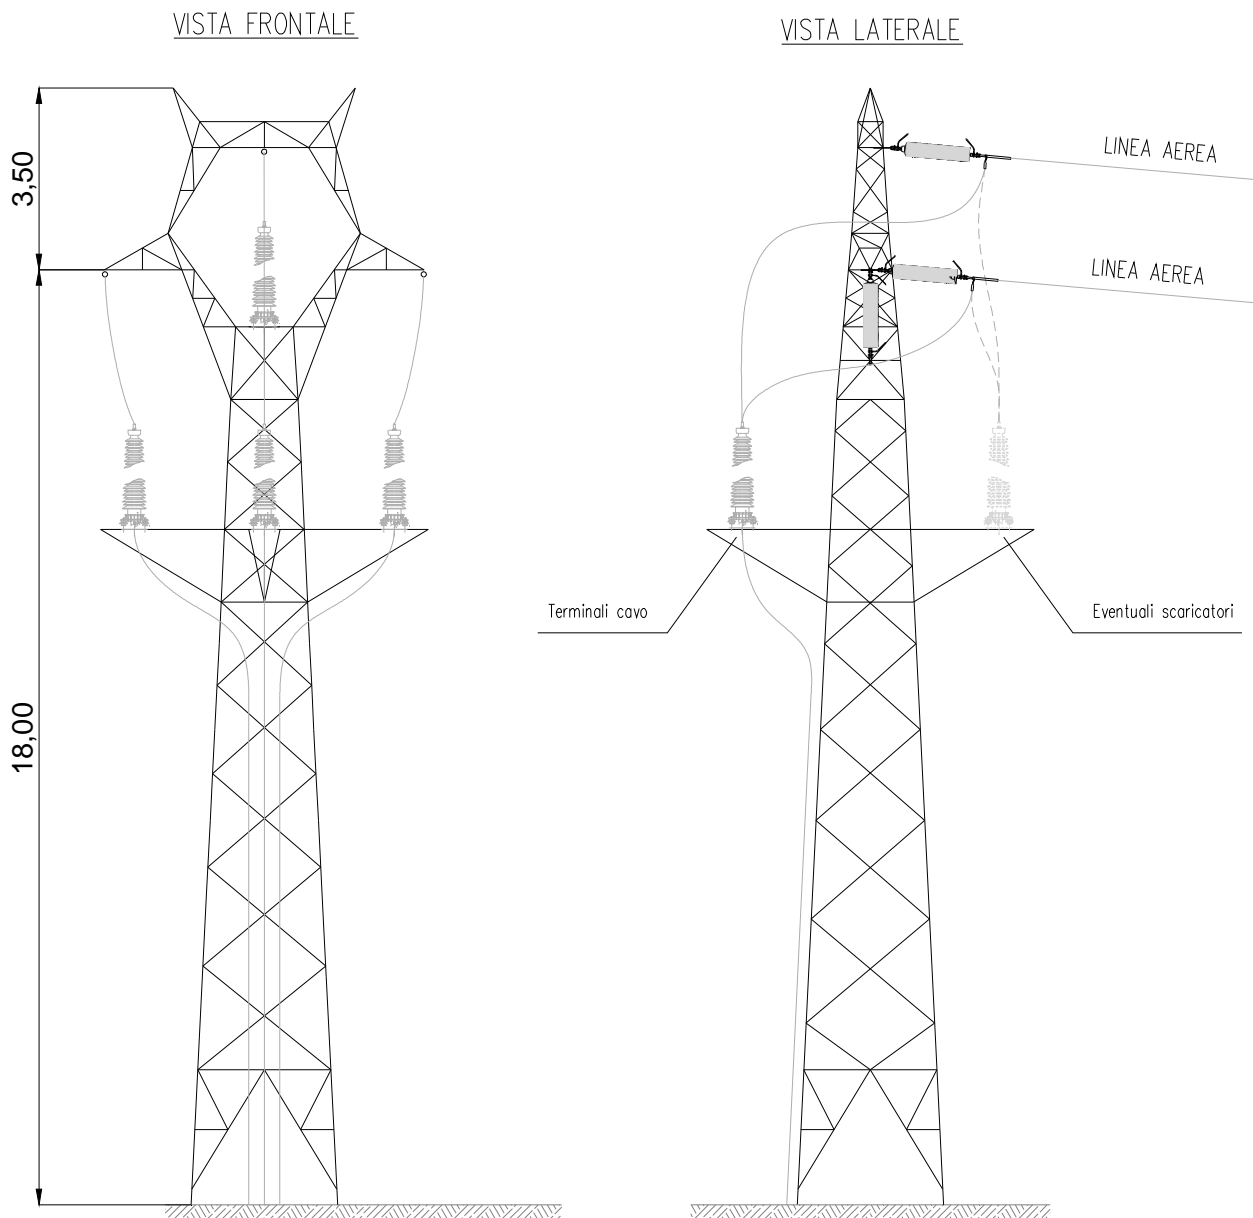 VISTA FRONTALE
VISTA LATERALE
LINEA AEREA
3,50
LINEA AEREA
Terminali cavo
Eventuali scaricatori
18,00